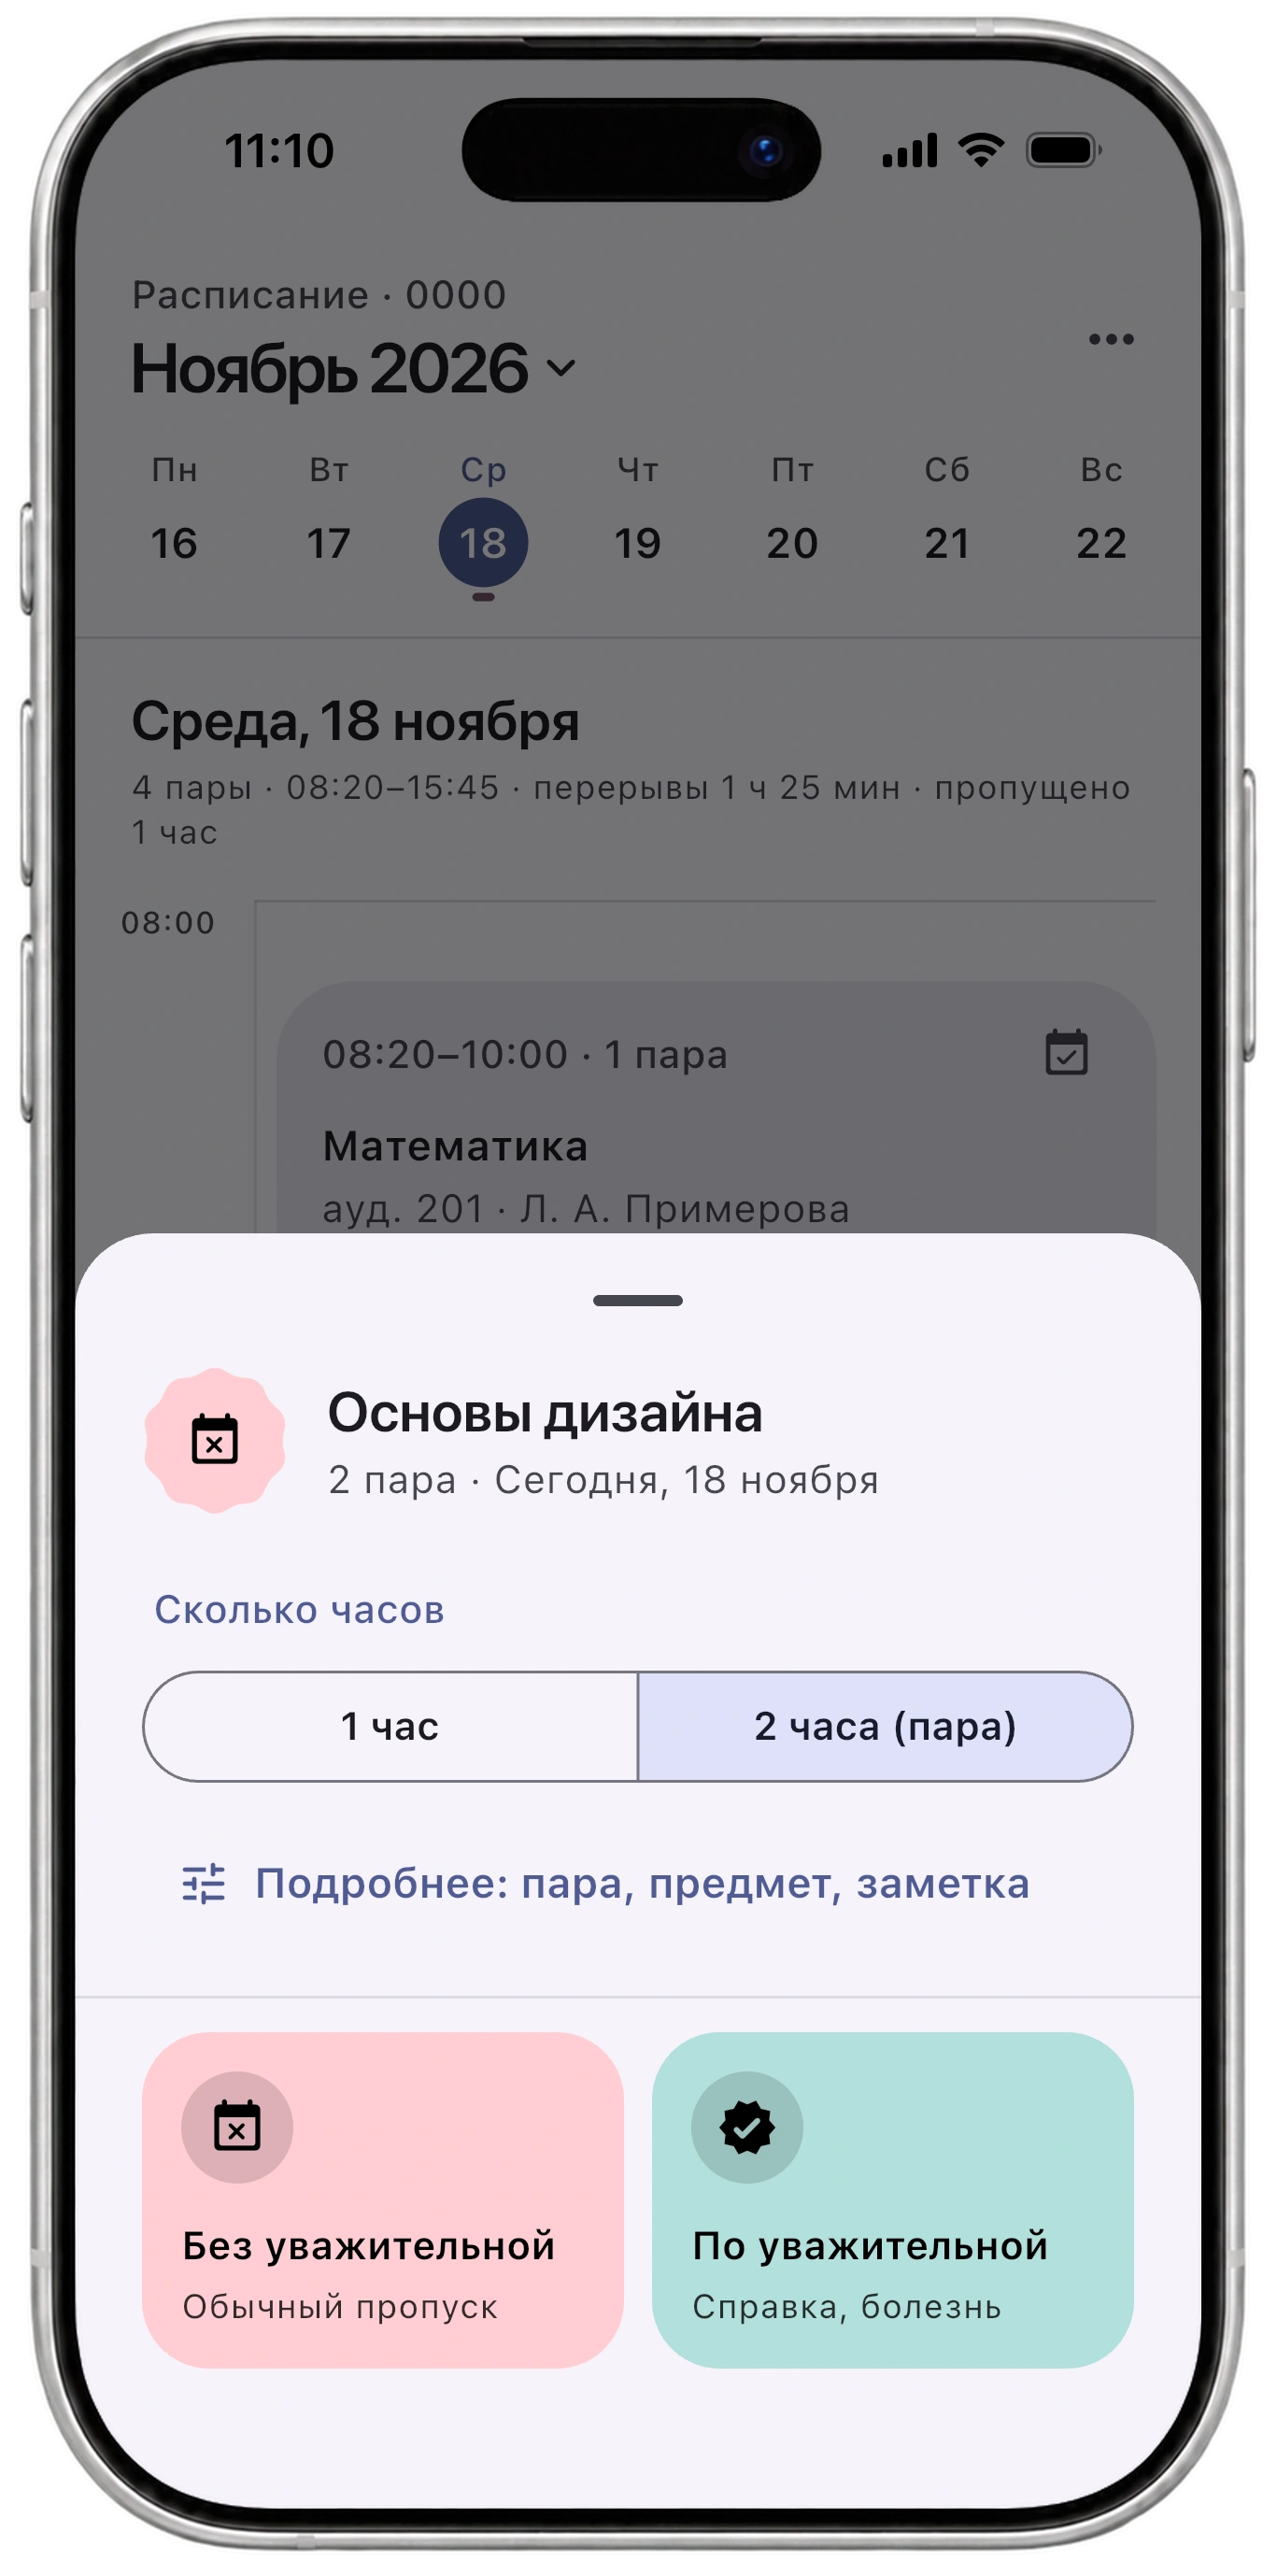 11:10
Расписание · 0000
Ноябрь 2026
Пн Вт Ср Чт Пт Сб Вс
16 17 18 19 20 21 22
Среда, 18 ноября
4 пары · 08:20–15:45 · перерывы 1 ч 25 мин · пропущено
1 час
08:00
08:20–10:00 · 1 пара
Математика
ауд. 201 · Л. А. Примерова
Основы дизайна
2 пара · Сегодня, 18 ноября
Сколько часов
1 час 2 часа (пара)
Подробнее: пара, предмет, заметка
Без уважительной По уважительной
Обычный пропуск Справка, болезнь